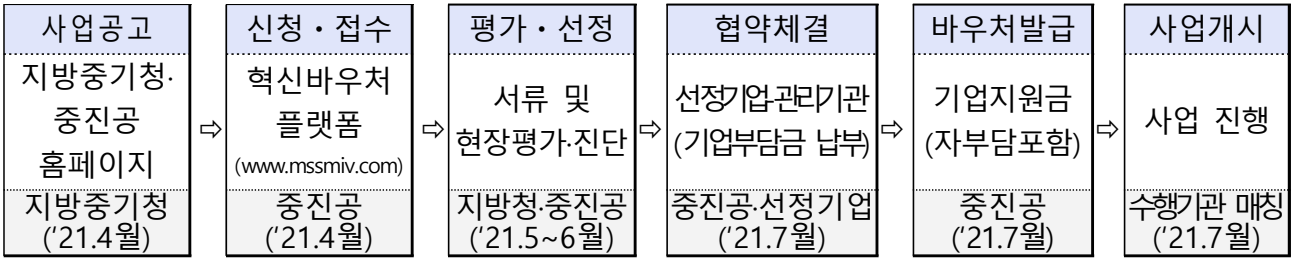 사업공고
지방중기청·
중진공
홈페이지
지방중기청
('21.4월)
⇨
신청・접수
혁신바우처
플랫폼
(www.mssmiv.com)
중진공
('21.4월)
⇨
평가・선정
서류 및
현장평가·진단
지방청·중진공
('21.5~6월)
⇨
협약체결
선정기업-관리기관
(기업부담금 납부)
중진공·선정기업
('21.7월)
⇨
바우처발급
기업지원금
(자부담포함)
중진공
('21.7월)
⇨
사업개시
사업 진행
수행기관 매칭
('21.7월)